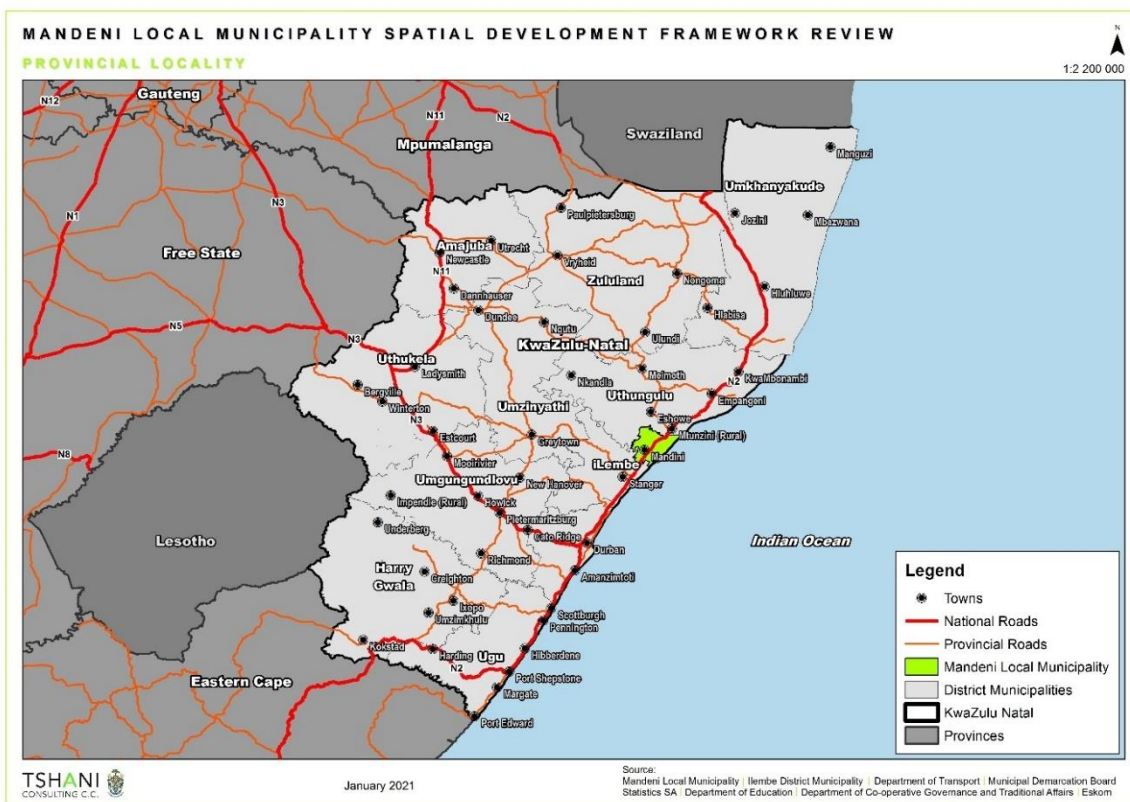 MANDENI LOCAL MUNICIPALITY SPATIAL DEVELOPMENT FRAMEWORK REVIEW
PROVINCIAL LOCALITY
N
1:2 200 000
N12
Gauteng
N11
N2
Swaziland
Mpumalanga
Manguzi
Umkhanyakude
Paulpietersburg
Jozini
Mbazwana
N1
N3
Free State
Amajuba
Utrecht
Newcastle
Vryheid
N11
Zululand
Nongoma
Hluhluwe
Dannhauser
Dundee
Hlabisa
Nqutu
Ulundi
N5
N3
KwaZulu-Natal
Uthukela
Ladysmith
Nkandla
Melmoth
KwaMbonambi
N2
Bergville
Winterton
Uthungulu
Empangeni
Umzinyathi
N3
Eshowe
Estcourt
Greytown
Mtunzini (Rural)
N8
Mooirivier
Mandini
iLembe
Umgungundlovu
New Hanover
Stanger
Impendle (Rural)
Howick
Pietermaritzburg
Underberg
Cato Ridge
Durban
Lesotho
Indian Ocean
Richmond
Harry
Gwala
Creighton
Amanzimtoti
Ixopo
Umzimkhulu
Scottburgh
Pennington
Kokstad
Harding
Ugu
Hibberdene
N2
Port Shepstone
Eastern Cape
Margate
Port Edward
Legend
Towns
National Roads
Provincial Roads
Mandeni Local Municipality
District Municipalities
KwaZulu Natal
Provinces
TSHANI
CONSULTING C.C.
January 2021
Source:
Mandeni Local Municipality | Ilembe District Municipality | Department of Transport | Municipal Demarcation Board
Statistics SA | Department of Education | Department of Co-operative Governance and Traditional Affairs | Eskom